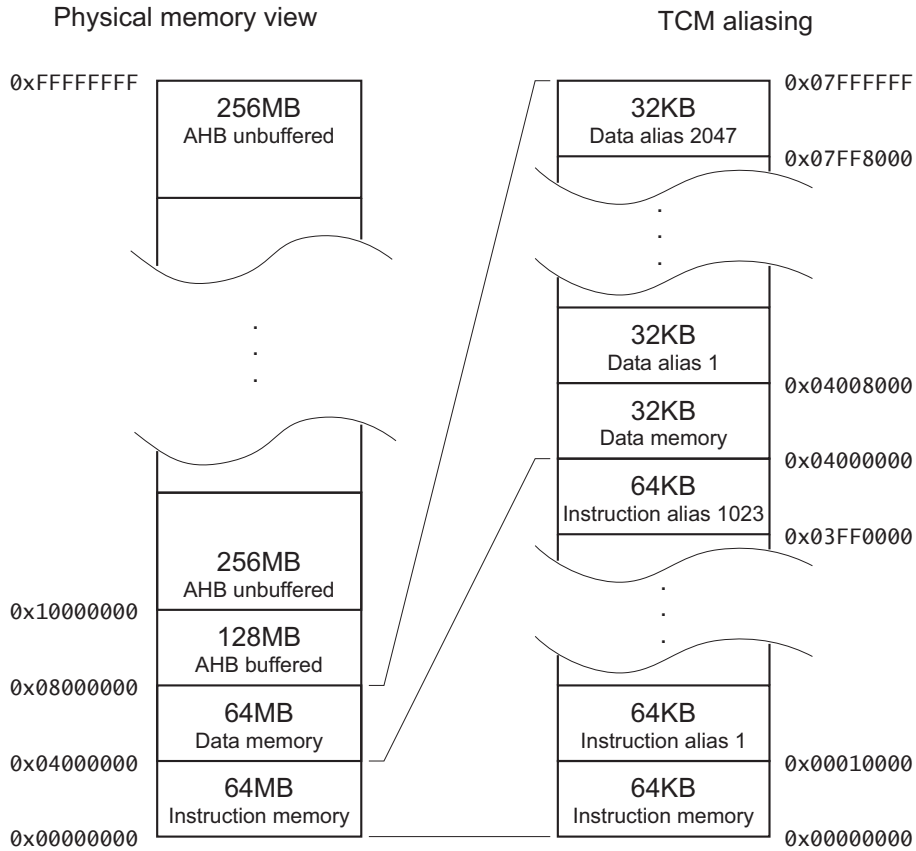 Physical memory view
0xFFFFFFFF
256MB
AHB unbuffered
.
.
.
256MB
AHB unbuffered
0x10000000
128MB
AHB buffered
0x08000000
64MB
Data memory
0x04000000
64MB
Instruction memory
0x00000000
TCM aliasing
0x07FFFFFF
32KB
Data alias 2047
0x07FF8000
.
.
.
32KB
Data alias 1
0x04008000
32KB
Data memory
0x04000000
64KB
Instruction alias 1023
0x03FF0000
.
.
.
64KB
Instruction alias 1
0x00010000
64KB
Instruction memory
0x00000000